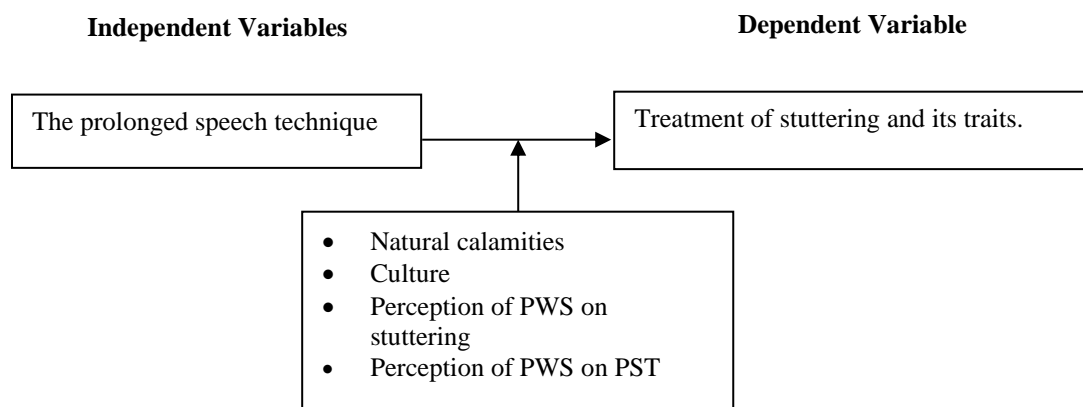 Independent Variables
Dependent Variable
The prolonged speech technique
Treatment of stuttering and its traits.
• Natural calamities
• Culture
• Perception of PWS on
stuttering
• Perception of PWS on PST